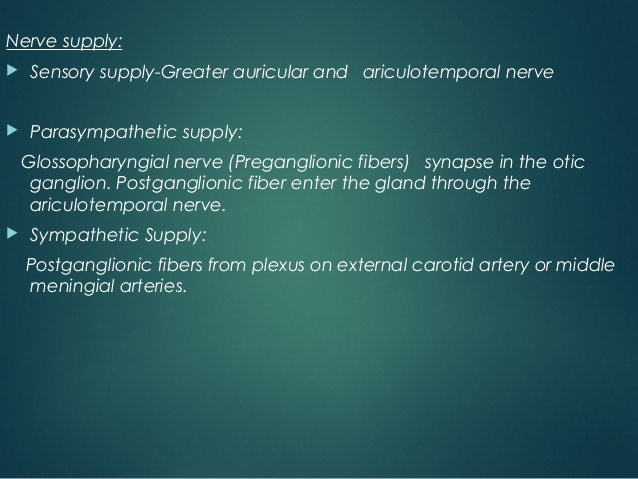 Nerve supply:
Sensory supply-Greater auricular and ariculotemporal nerve
Parasympathetic supply:
Glossopharyngial nerve (Preganglionic fibers) synapse in the otic
ganglion. Postganglionic fiber enter the gland through the
ariculotemporal nerve.
Sympathetic Supply:
Postganglionic fibers from plexus on external carotid artery or middle
meningial arteries.